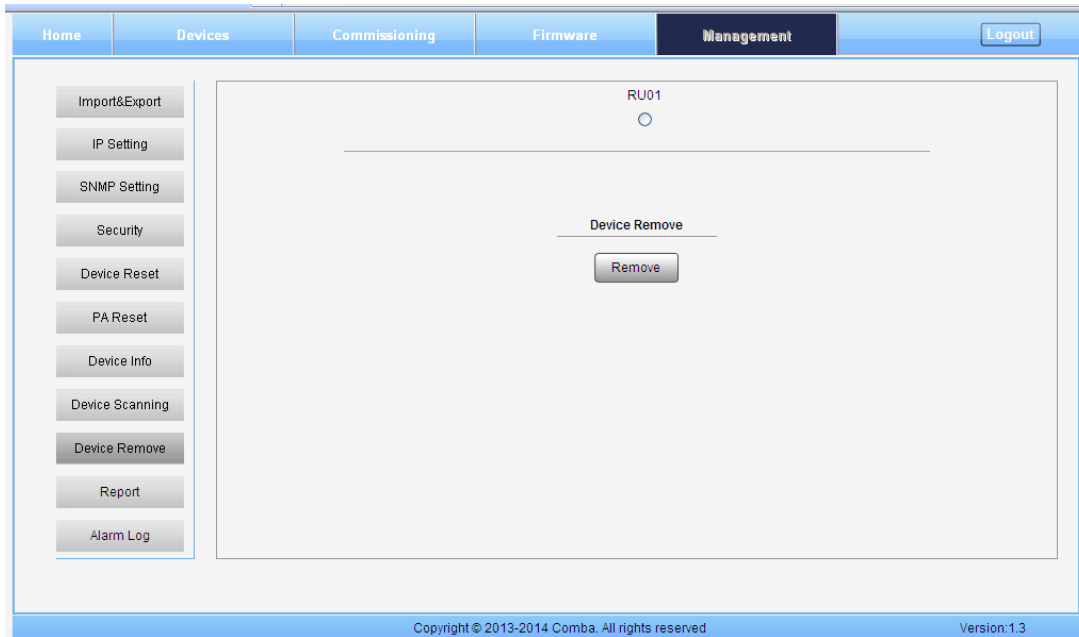 Home Devices Commissioning Firmware Management Logout
Import&Export
IP Setting
SNMP Setting
Security
Device Reset
PA Reset
Device Info
Device Scanning
Device Remove
Report
Alarm Log
RU01
Device Remove
Remove
Copyright © 2013-2014 Comba. All rights reserved Version:1.3